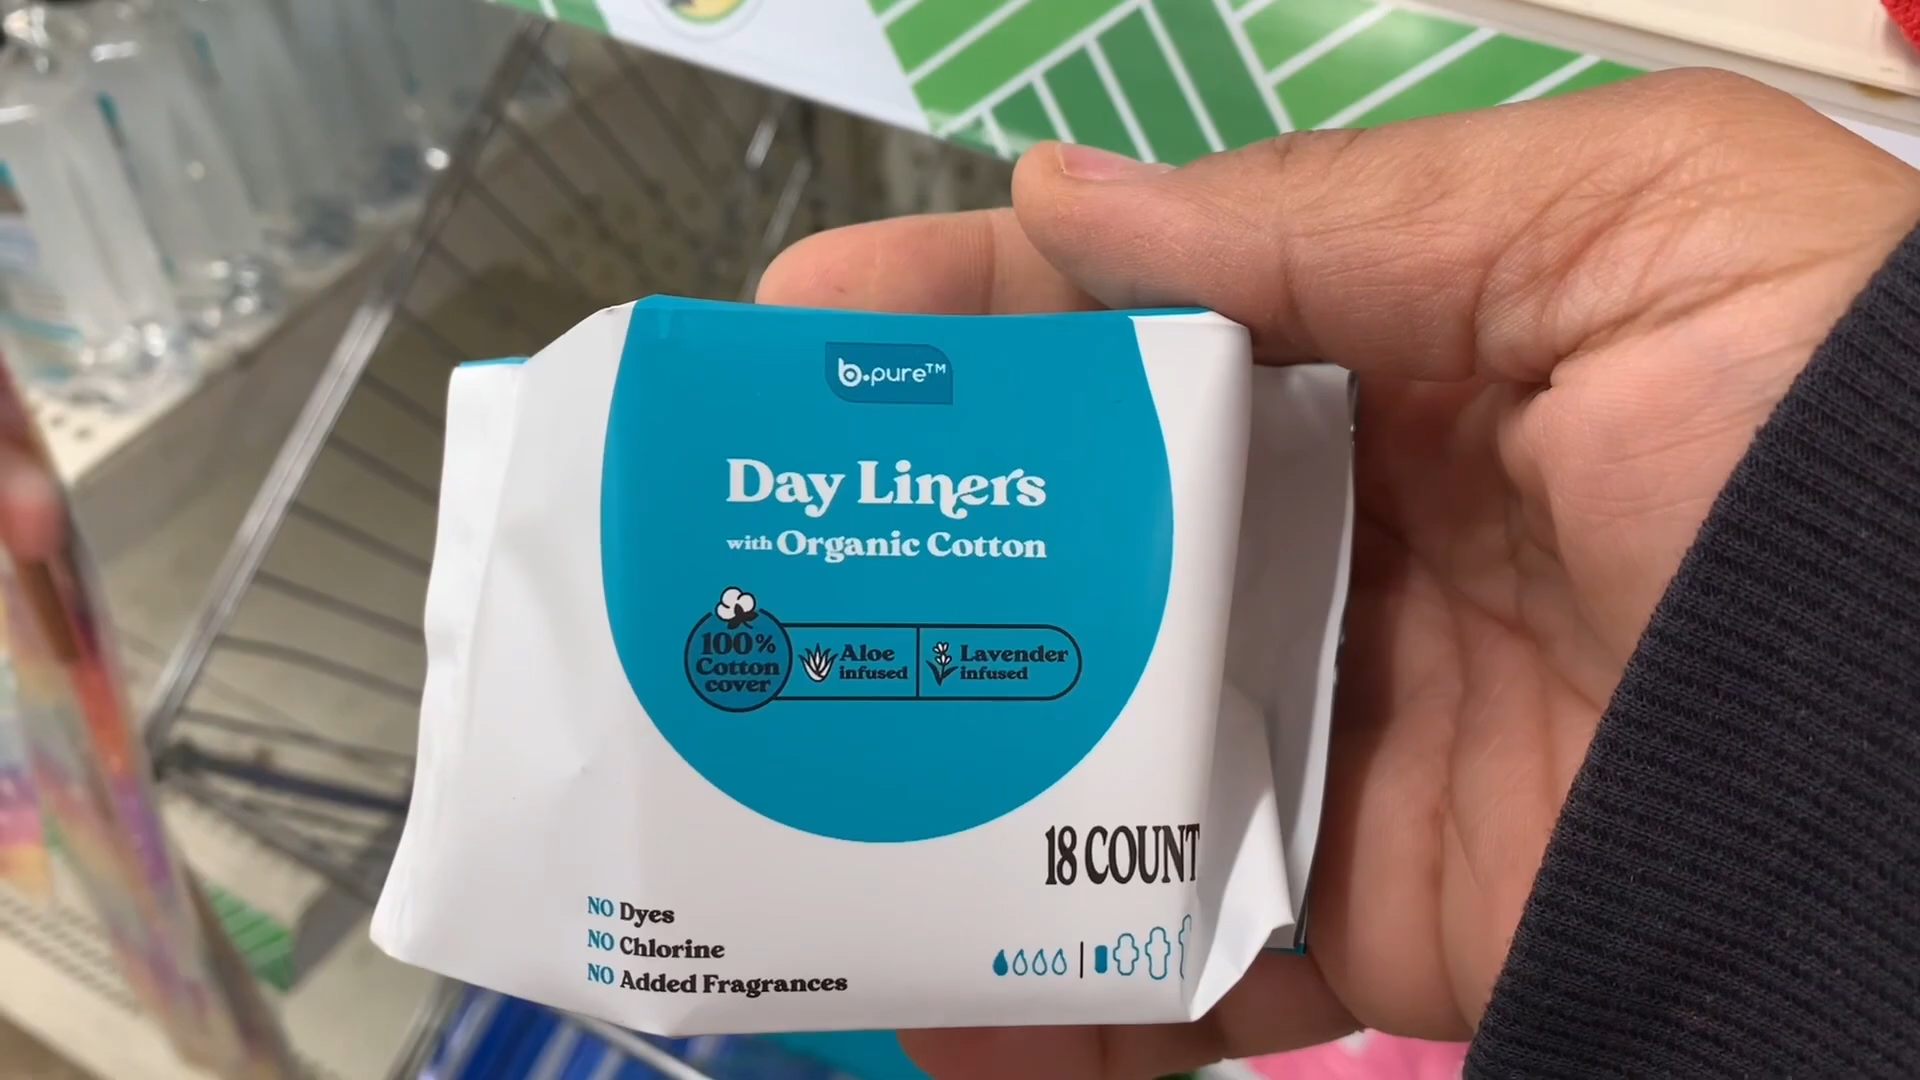 b.pure™
Day Liners
with Organic Cotton
100%
Cotton
cover
Aloe
infused
Lavender
infused
18 COUNT
NO Dyes
NO Chlorine
NO Added Fragrances